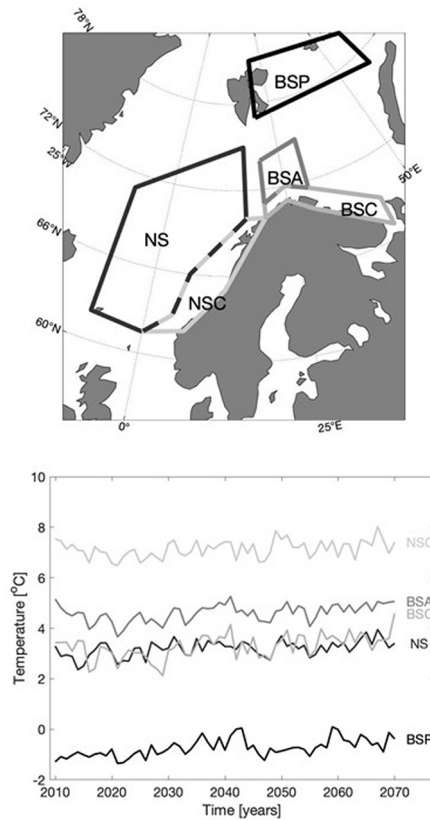 78°N
BSP
72°N
25°W
50°E
BSA
BSC
NS
66°N
NSC
60°N
0°
25°E
10
8
6
4
2
0
-2
Temperature [°C]
NSC
BSA
BSC
NS
BSP
2010 2020 2030 2040 2050 2060 2070
Time [years]